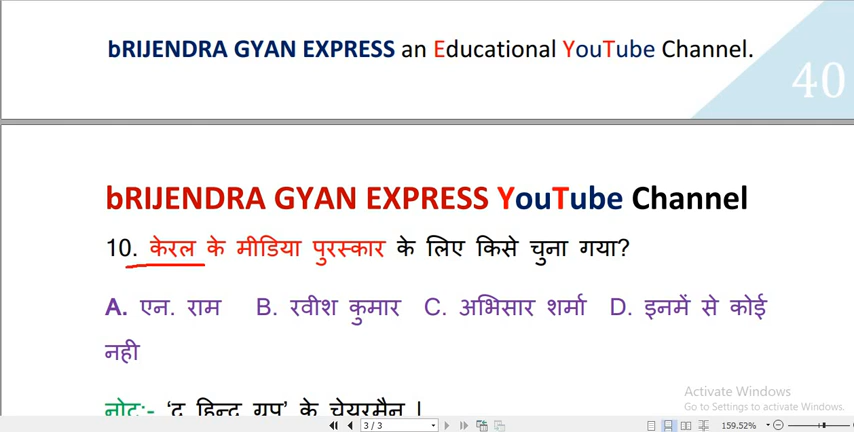 bRIJENDRA GYAN EXPRESS an Educational YouTube Channel.
40
bRIJENDRA GYAN EXPRESS YouTube Channel
10. केरल के मीडिया पुरस्कार के लिए किसे चुना गया?
A. एन. राम B. रवीश कुमार C. अभिसार शर्मा D. इनमें से कोई
नही
नोट:- ‘द हिन्द ग्रुप’ के चेयरमैन |
Activate Windows
Go to Settings to activate Windows.
3 / 3
159.52%